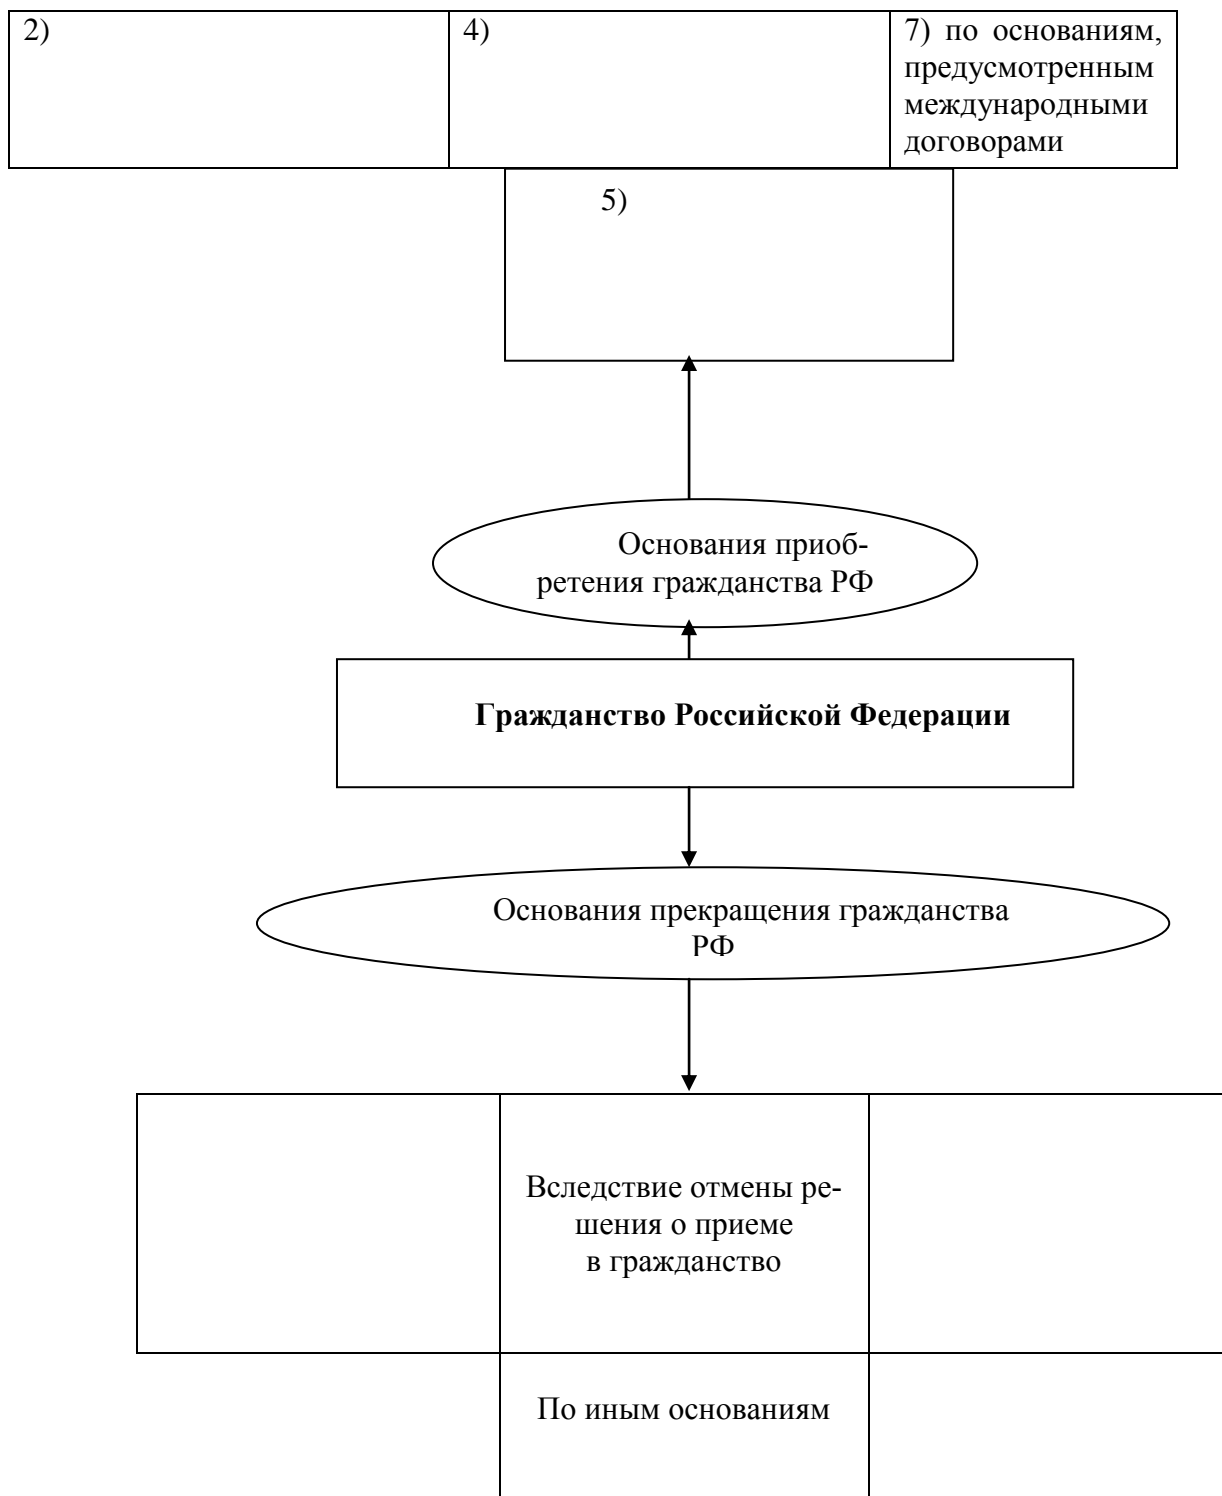 2)
4)
7) по основаниям,
предусмотренным
международными
договорами
5)
Основания приоб-
ретения гражданства РФ
Гражданство Российской Федерации
Основания прекращения гражданства
РФ
Вследствие отмены ре-
шения о приеме
в гражданство
По иным основаниям